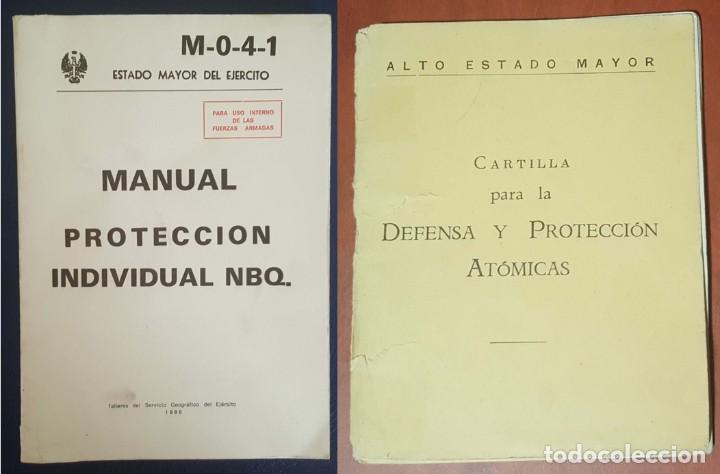 M-0-4-1
ESTADO MAYOR DEL EJERCITO
PARA USO INTERNO
DE LAS
FUERZAS ARMADAS
MANUAL
PROTECCION
INDIVIDUAL NBQ.
Talleres del Servicio Geográfico del Ejército
1986
ALTO ESTADO MAYOR
CARTILLA
para la
DEFENSA Y PROTECCIÓN
ATÓMICAS
todocoleccion